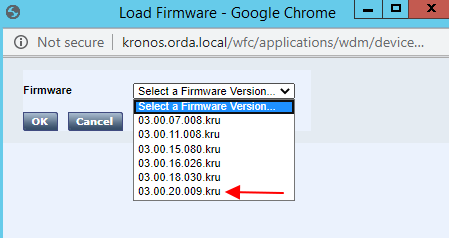 Load Firmware - Google Chrome
Not secure | kronos.orda.local/wfc/applications/wdm/device...
Firmware
Select a Firmware Version...
Select a Firmware Version...
03.00.07.008.kru
OK Cancel
03.00.11.008.kru
03.00.15.080.kru
03.00.16.026.kru
03.00.18.030.kru
03.00.20.009.kru